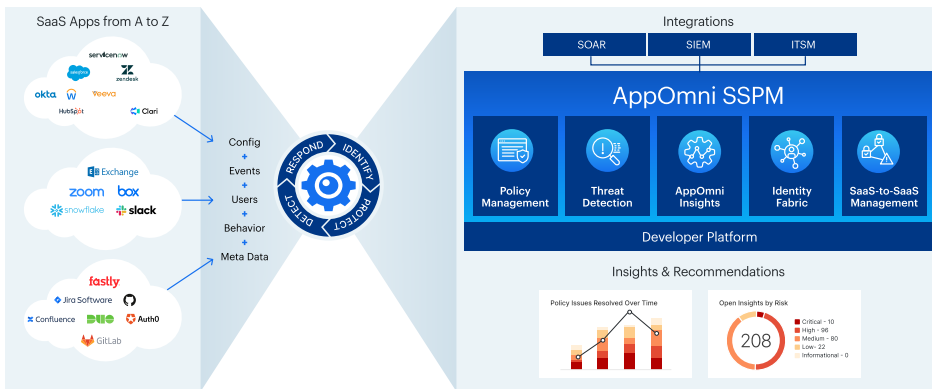 SaaS Apps from A to Z
servicenow
salesforce
zendesk
okta
W
veeva
HubSpot
Clari
Exchange
zoom
box
snowflake
slack
fastly
Jira Software
Confluence
DUO
Auth0
GitLab
Config
+
Events
+
Users
+
Behavior
+
Meta Data
RESPOND
IDENTIFY
DETECT
PROTECT
Integrations
SOAR
SIEM
ITSM
AppOmni SSPM
Policy
Management
Threat
Detection
AppOmni
Insights
Identity
Fabric
SaaS-to-SaaS
Management
Developer Platform
Insights & Recommendations
Policy Issues Resolved Over Time
Open Insights by Risk
208
Critical - 10
High - 96
Medium - 80
Low- 22
Informational - 0